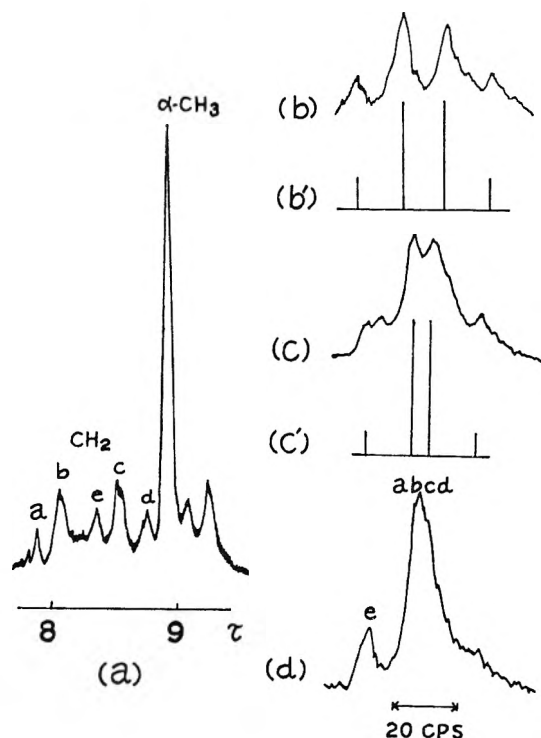 α-CH₃
CH₂
a
b
e
c
d
8
9
τ
(a)
(b)
(b')
(c)
(c')
abcd
e
(d)
20 CPS